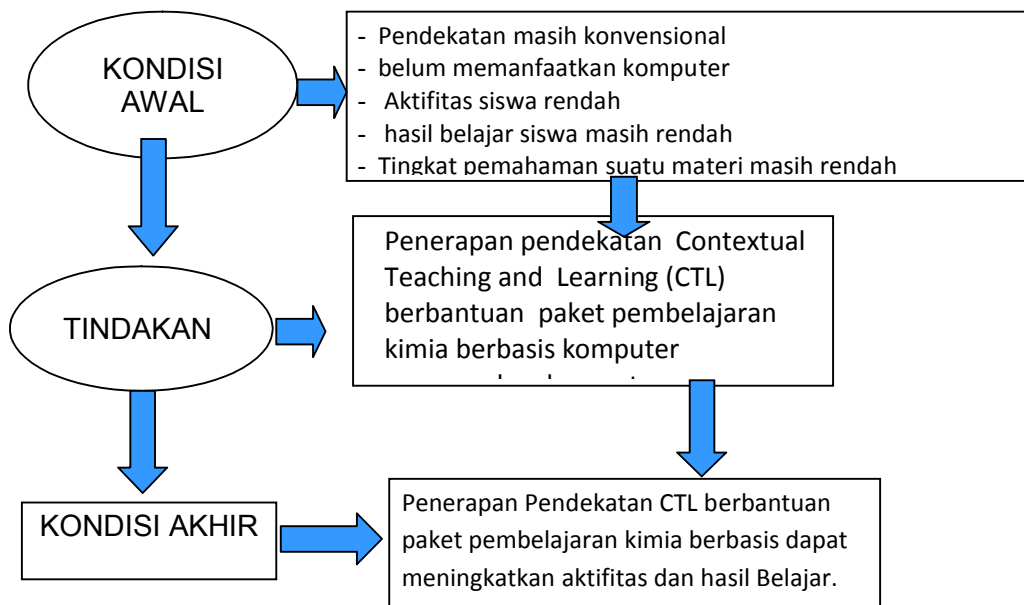 KONDISI
AWAL
- Pendekatan masih konvensional
- belum memanfaatkan komputer
- Aktifitas siswa rendah
- hasil belajar siswa masih rendah
- Tingkat pemahaman suatu materi masih rendah
TINDAKAN
Penerapan pendekatan Contextual
Teaching and Learning (CTL)
berbantuan paket pembelajaran
kimia berbasis komputer
KONDISI AKHIR
Penerapan Pendekatan CTL berbantuan
paket pembelajaran kimia berbasis dapat
meningkatkan aktifitas dan hasil Belajar.